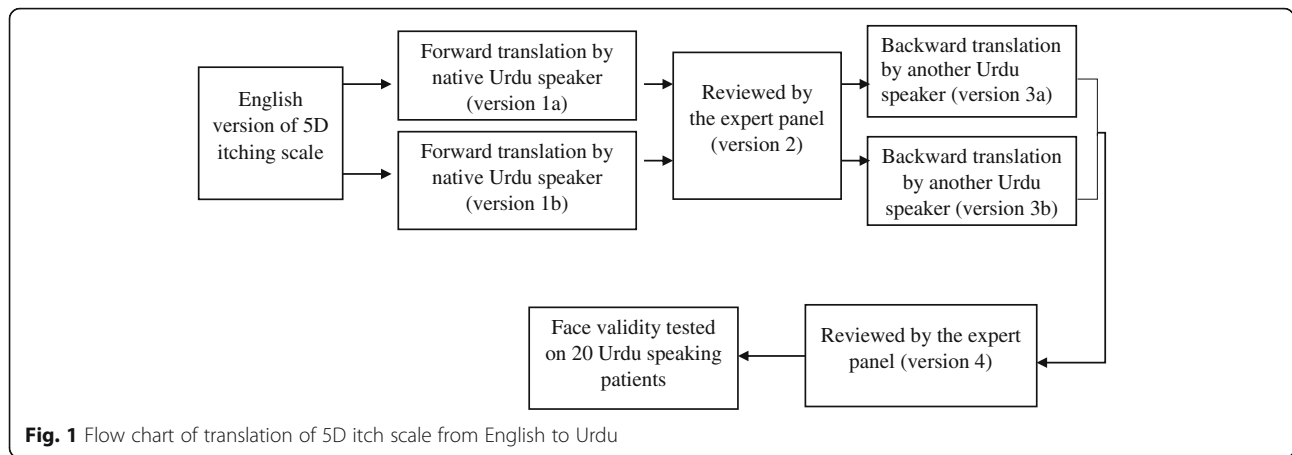 English
version of 5D
itching scale
Forward translation by
native Urdu speaker
(version 1a)
Forward translation by
native Urdu speaker
(version 1b)
Reviewed by
the expert panel
(version 2)
Backward translation
by another Urdu
speaker (version 3a)
Backward translation
by another Urdu
speaker (version 3b)
Reviewed by the expert
panel (version 4)
Face validity tested
on 20 Urdu speaking
patients
Fig. 1 Flow chart of translation of 5D itch scale from English to Urdu